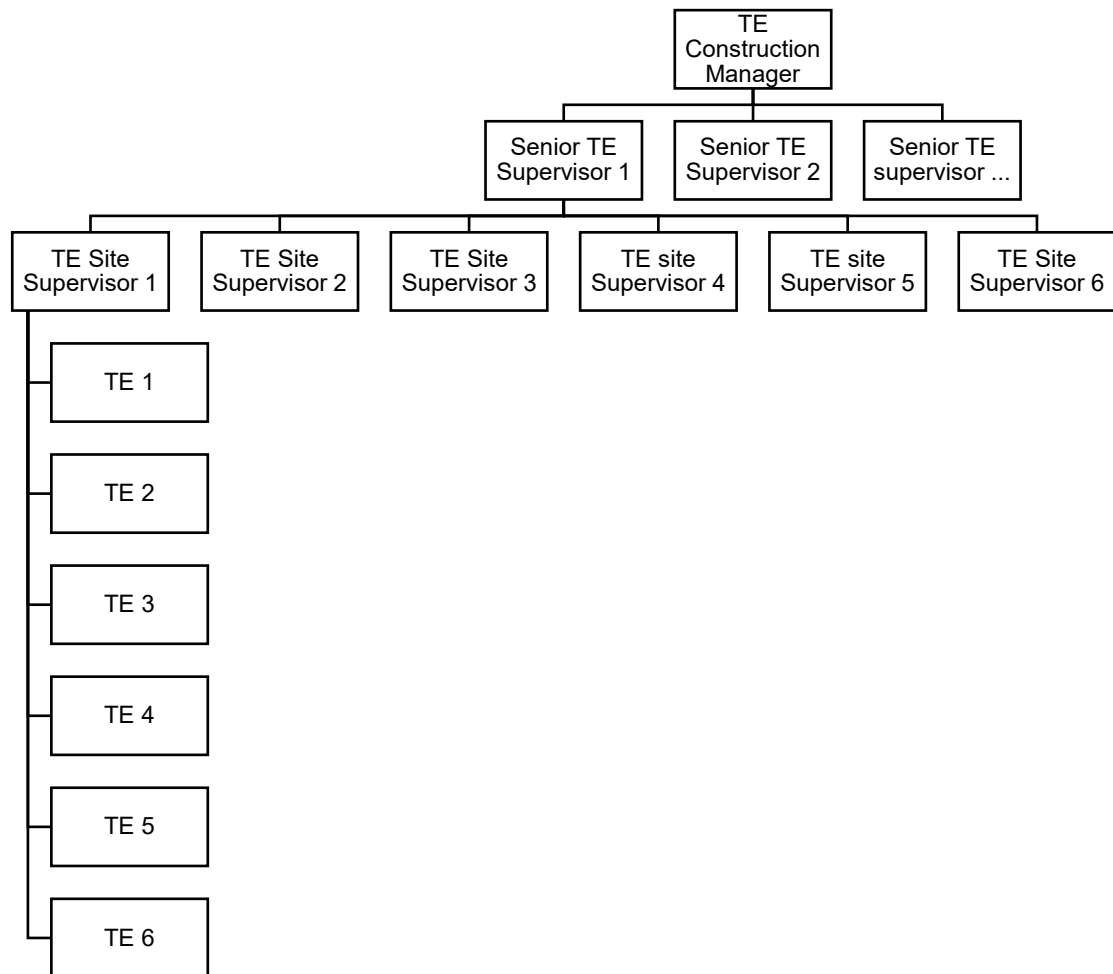 TE
Construction
Manager
Senior TE
Supervisor 1
Senior TE
Supervisor 2
Senior TE
supervisor ...
TE Site
Supervisor 1
TE Site
Supervisor 2
TE Site
Supervisor 3
TE site
Supervisor 4
TE site
Supervisor 5
TE Site
Supervisor 6
TE 1
TE 2
TE 3
TE 4
TE 5
TE 6